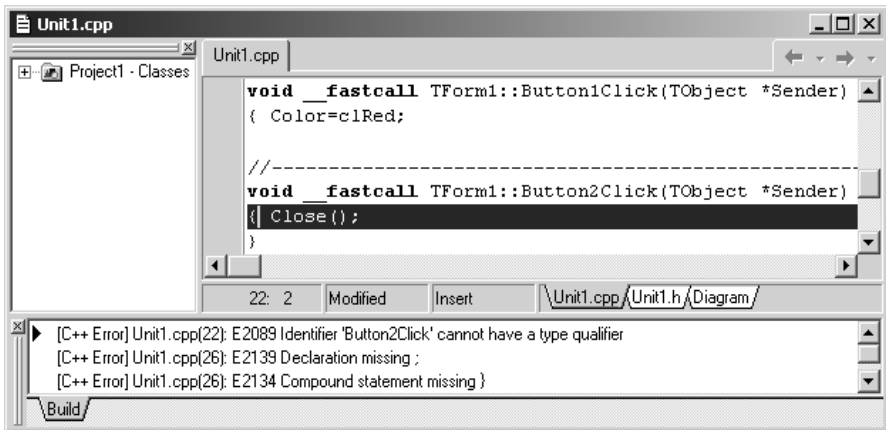 Unit1.cpp
Project1 - Classes
Unit1.cpp
void __fastcall TForm1::Button1Click(TObject *Sender)
{ Color=clRed;
//----------------------------------------------------
void __fastcall TForm1::Button2Click(TObject *Sender)
{ Close();
}
22: 2 Modified Insert Unit1.cpp Unit1.h Diagram
[C++ Error] Unit1.cpp(22): E2089 Identifier 'Button2Click' cannot have a type qualifier
[C++ Error] Unit1.cpp(26): E2139 Declaration missing ;
[C++ Error] Unit1.cpp(26): E2134 Compound statement missing }
Build